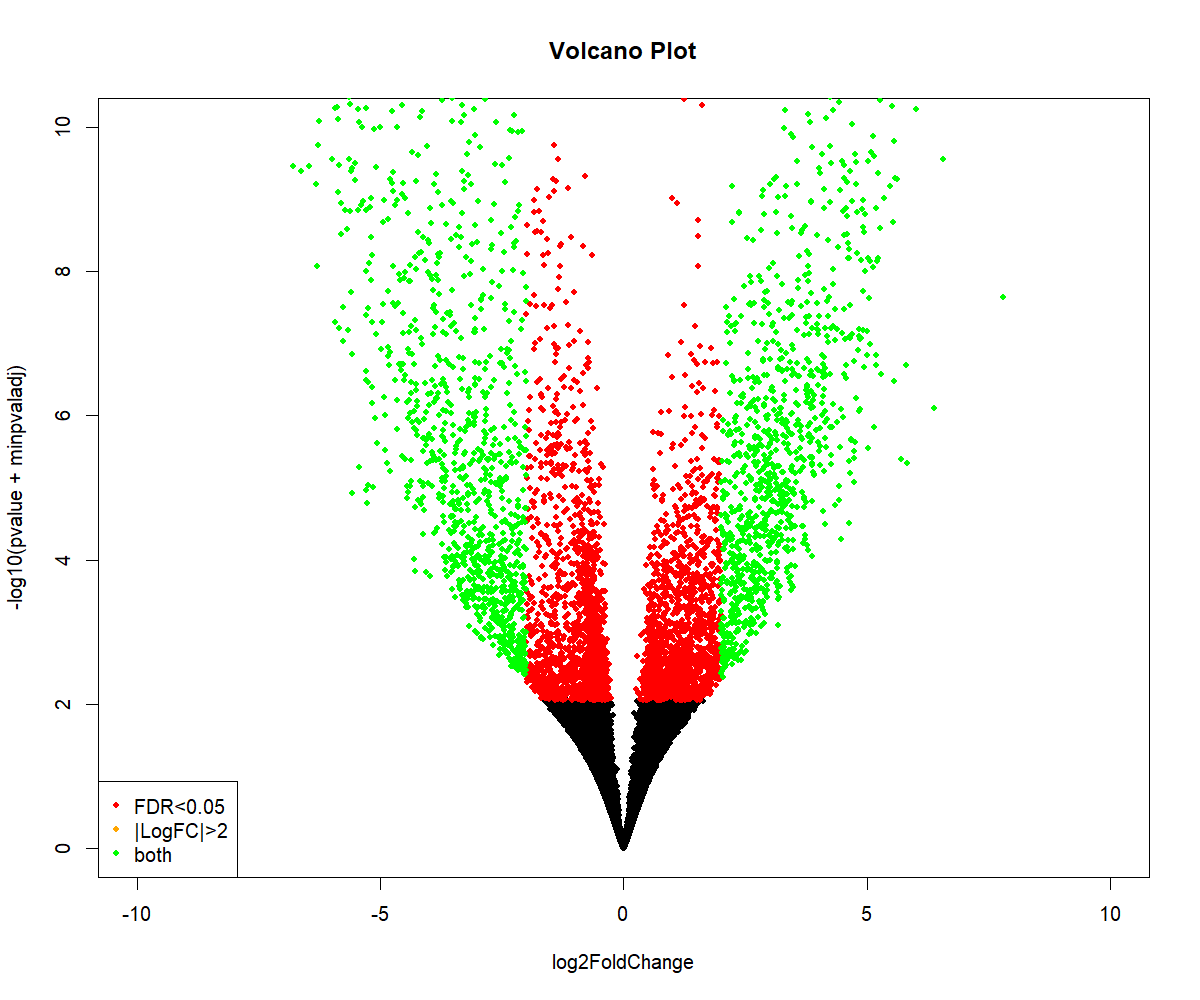 Volcano Plot
-log10(pvalue + minpvaladj)
10
8
6
4
2
0
FDR<0.05
|LogFC|>2
both
-10 -5 0 5 10
log2FoldChange